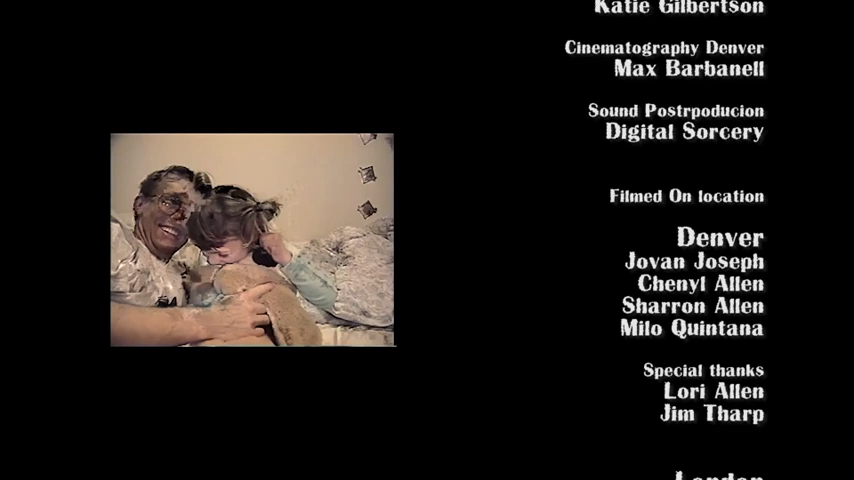 Katie Gilbertson
Cinematography Denver
Max Barbanell
Sound Postrpoducion
Digital Sorcery
Filmed On location
Denver
Jovan Joseph
Chenyl Allen
Sharron Allen
Milo Quintana
Special thanks
Lori Allen
Jim Tharp
London